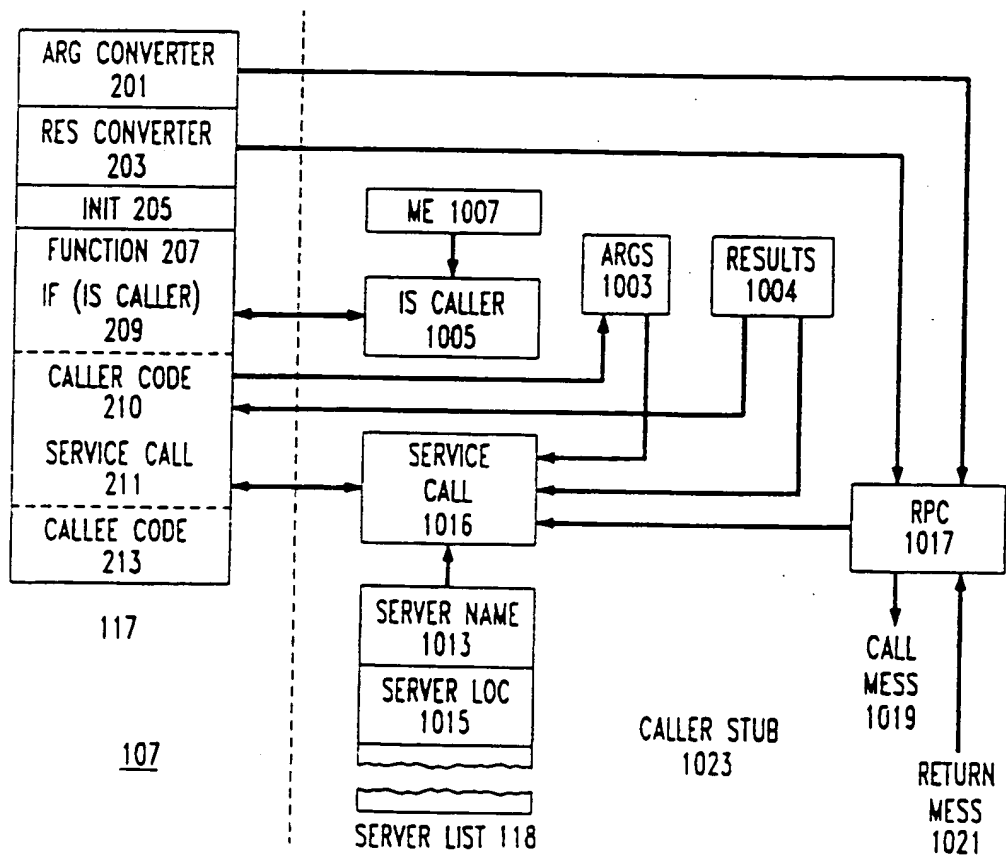 ARG CONVERTER
201
RES CONVERTER
203
INIT 205
FUNCTION 207
IF (IS CALLER)
209
CALLER CODE
210
SERVICE CALL
211
CALLEE CODE
213
117
107
ME 1007
IS CALLER
1005
ARGS
1003
RESULTS
1004
SERVICE
CALL
1016
SERVER NAME
1013
SERVER LOC
1015
SERVER LIST 118
RPC
1017
CALL
MESS
1019
CALLER STUB
1023
RETURN
MESS
1021